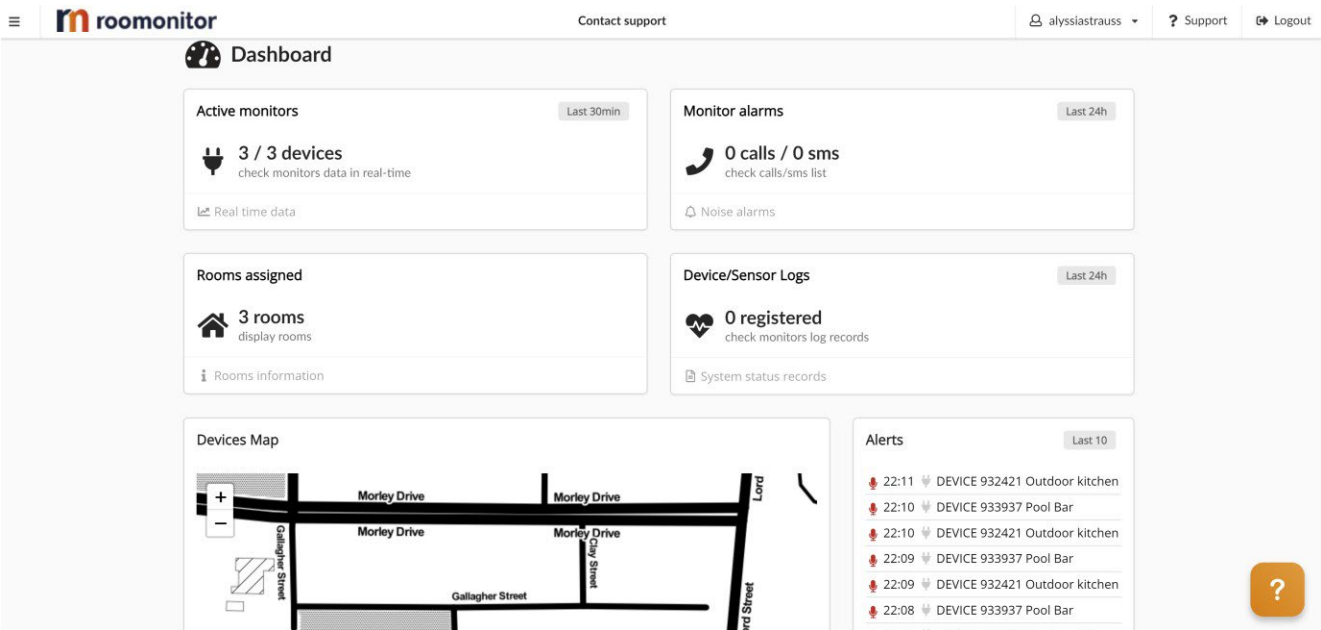 roomonitor
Contact support
alyssiastrauss
? Support
Logout
Dashboard
Active monitors
Last 30min
3 / 3 devices
check monitors data in real-time
Real time data
Monitor alarms
Last 24h
0 calls / 0 sms
check calls/sms list
Noise alarms
Rooms assigned
3 rooms
display rooms
Rooms information
Device/Sensor Logs
Last 24h
0 registered
check monitors log records
System status records
Devices Map
+
−
Morley Drive
Morley Drive
Lord
Morley Drive
Morley Drive
Gallagher Street
Clay Street
Gallagher Street
Street
Alerts
Last 10
22:11 DEVICE 932421 Outdoor kitchen
22:10 DEVICE 933937 Pool Bar
22:10 DEVICE 932421 Outdoor kitchen
22:09 DEVICE 933937 Pool Bar
22:09 DEVICE 932421 Outdoor kitchen
22:08 DEVICE 933937 Pool Bar
?